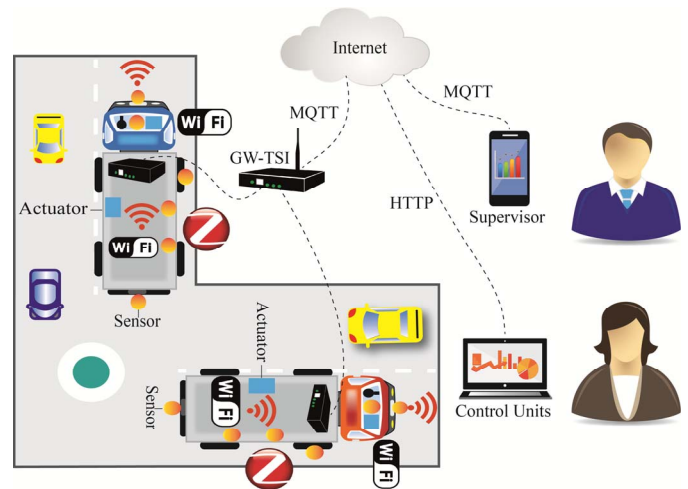 Internet
MQTT
MQTT
Wi Fi
GW-TSI
Actuator
HTTP
Supervisor
Wi Fi
Sensor
Actuator
Wi Fi
Sensor
Control Units
Wi Fi